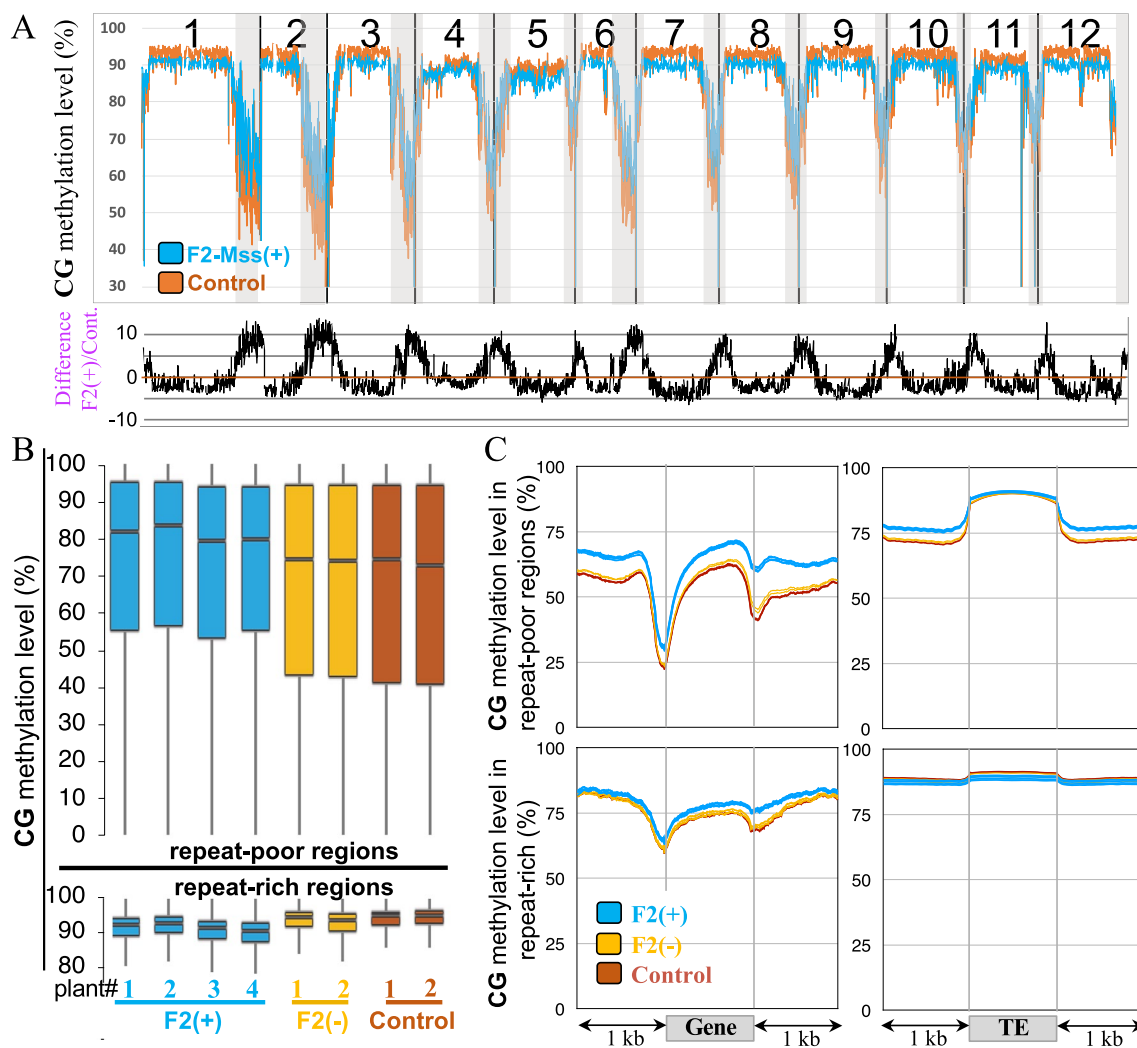 A
CG methylation level (%)
100
90
80
70
60
50
40
30
1 2 3 4 5 6 7 8 9 10 11 12
F2-Mss(+)
Control
Difference
F2(+)/Cont.
10
0
-10
B
CG methylation level (%)
100
90
80
70
60
50
40
30
20
10
0
repeat-poor regions
repeat-rich regions
100
90
80
plant#
1 2 3 4 1 2 1 2
F2(+) F2(-) Control
C
CG methylation level in
repeat-poor regions (%)
100
75
50
25
0
100
75
50
25
0
CG methylation level in
repeat-rich (%)
100
75
50
25
0
100
75
50
25
0
F2(+)
F2(-)
Control
1 kb Gene 1 kb
1 kb TE 1 kb